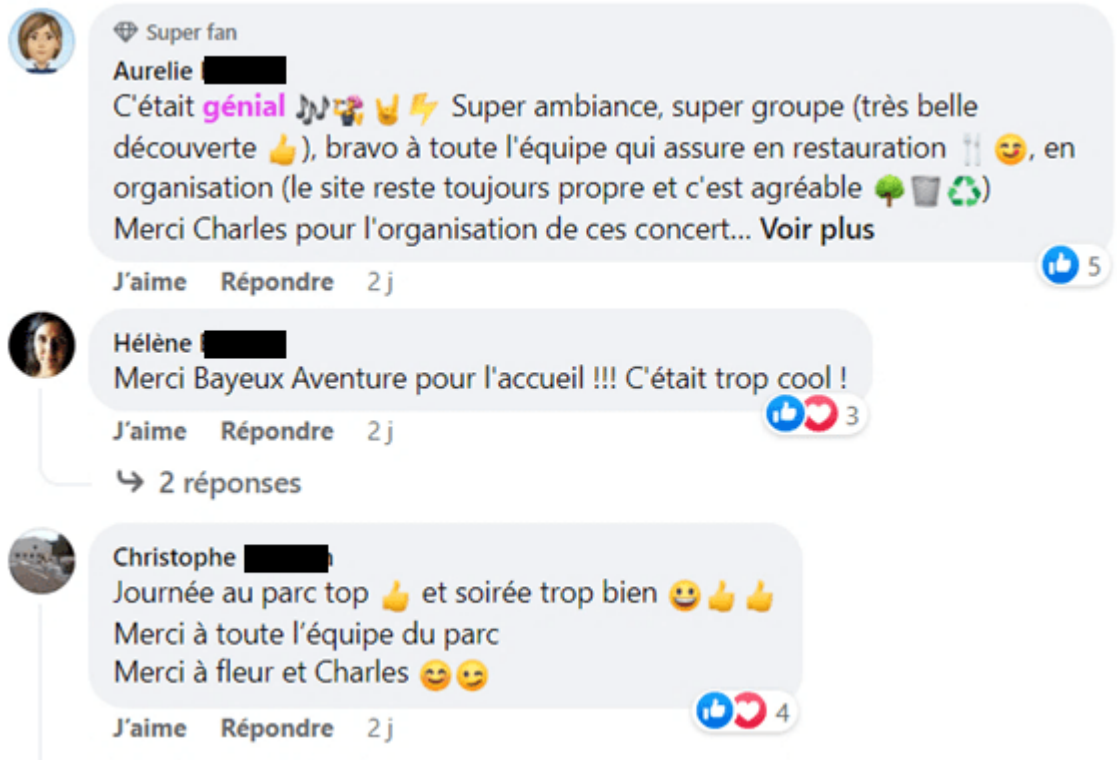 Super fan
Aurelie
C'était génial 🎶💃🤘⚡ Super ambiance, super groupe (très belle
découverte 👍), bravo à toute l'équipe qui assure en restauration 🍴😋, en
organisation (le site reste toujours propre et c'est agréable 🌳🗑️♻️)
Merci Charles pour l'organisation de ces concert... Voir plus
5
J'aime Répondre 2 j
Hélène
Merci Bayeux Aventure pour l'accueil !!! C'était trop cool !
3
J'aime Répondre 2 j
2 réponses
Christophe
Journée au parc top 👍 et soirée trop bien 😀👍👍
Merci à toute l’équipe du parc
Merci à fleur et Charles 😊😉
4
J'aime Répondre 2 j